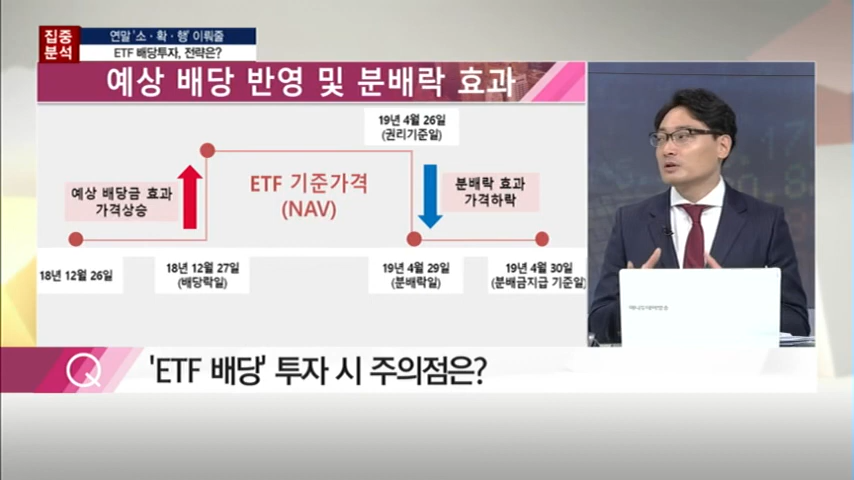 집중
분석
연말 '소·확·행' 이뤄줄
ETF 배당투자, 전략은?
예상 배당 반영 및 분배락 효과
19년 4월 26일
(권리기준일)
예상 배당금 효과
가격상승
ETF 기준가격
(NAV)
분배락 효과
가격하락
18년 12월 26일
18년 12월 27일
(배당락일)
19년 4월 29일
(분배락일)
19년 4월 30일
(분배금지급 기준일)
Q
'ETF 배당' 투자 시 주의점은?